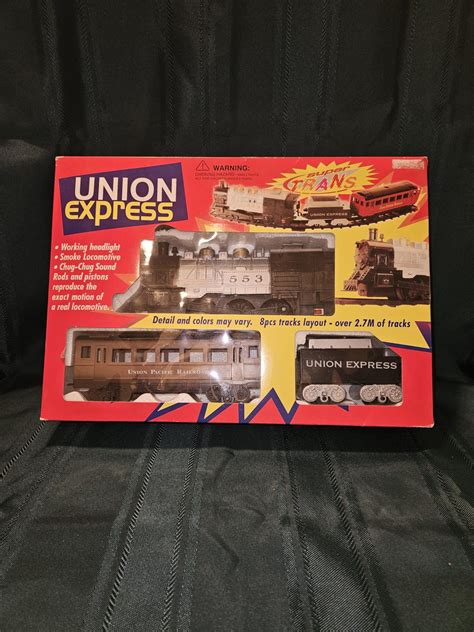 WARNING:
super
TRANS
UNION
EXPRESS
UNION EXPRESS
• Working headlight
• Smoke Locomotive
• Chug-Chug Sound
Rods and pistons
reproduce the
exact motion of
a real locomotive.
553
Detail and colors may vary. 8pcs tracks layout - over 2.7M of tracks
UNION PACIFIC RAILROAD
UNION EXPRESS